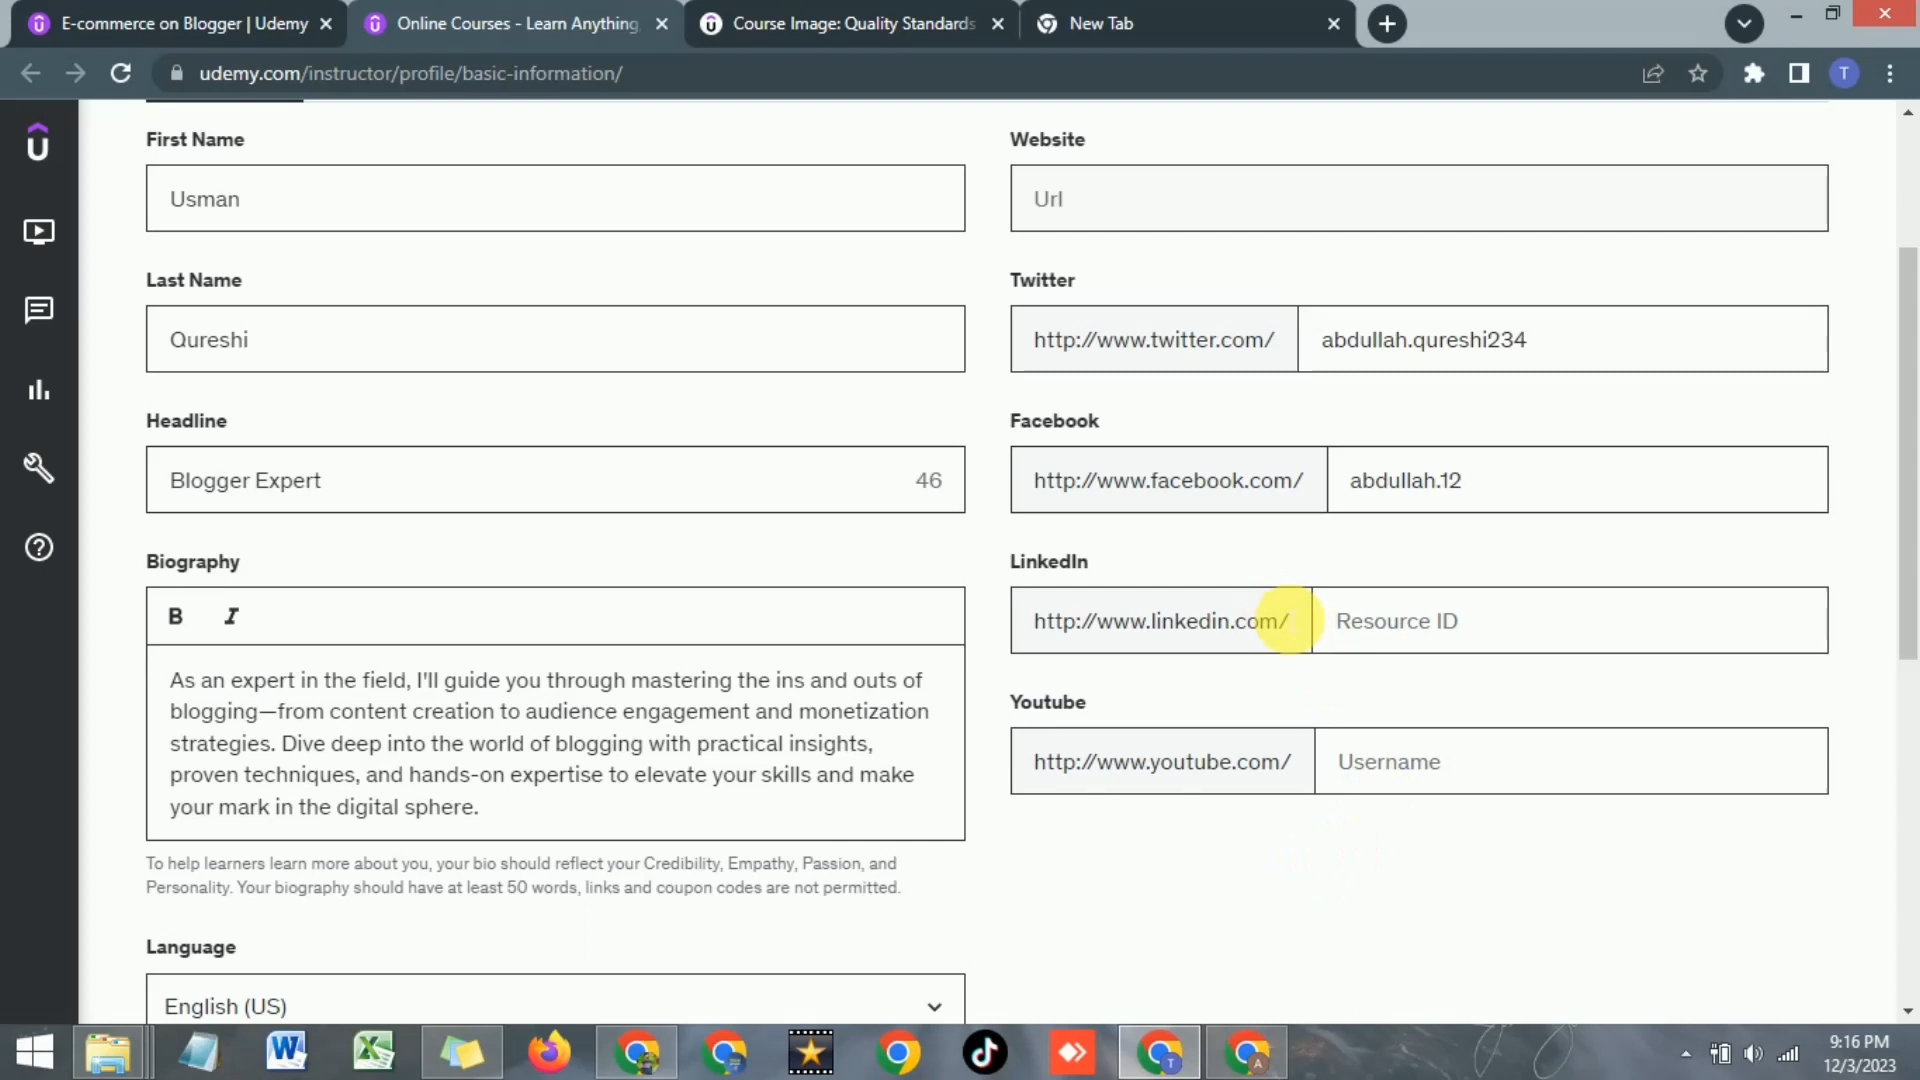 E-commerce on Blogger | Udemy
Online Courses - Learn Anything,
Course Image: Quality Standards
New Tab
udemy.com/instructor/profile/basic-information/
T
First Name
Usman
Last Name
Qureshi
Headline
Blogger Expert
46
Biography
B I
As an expert in the field, I'll guide you through mastering the ins and outs of
blogging—from content creation to audience engagement and monetization
strategies. Dive deep into the world of blogging with practical insights,
proven techniques, and hands-on expertise to elevate your skills and make
your mark in the digital sphere.
To help learners learn more about you, your bio should reflect your Credibility, Empathy, Passion, and
Personality. Your biography should have at least 50 words, links and coupon codes are not permitted.
Language
English (US)
Website
Url
Twitter
http://www.twitter.com/
abdullah.qureshi234
Facebook
http://www.facebook.com/
abdullah.12
LinkedIn
http://www.linkedin.com/
Resource ID
Youtube
http://www.youtube.com/
Username
9:16 PM
12/3/2023